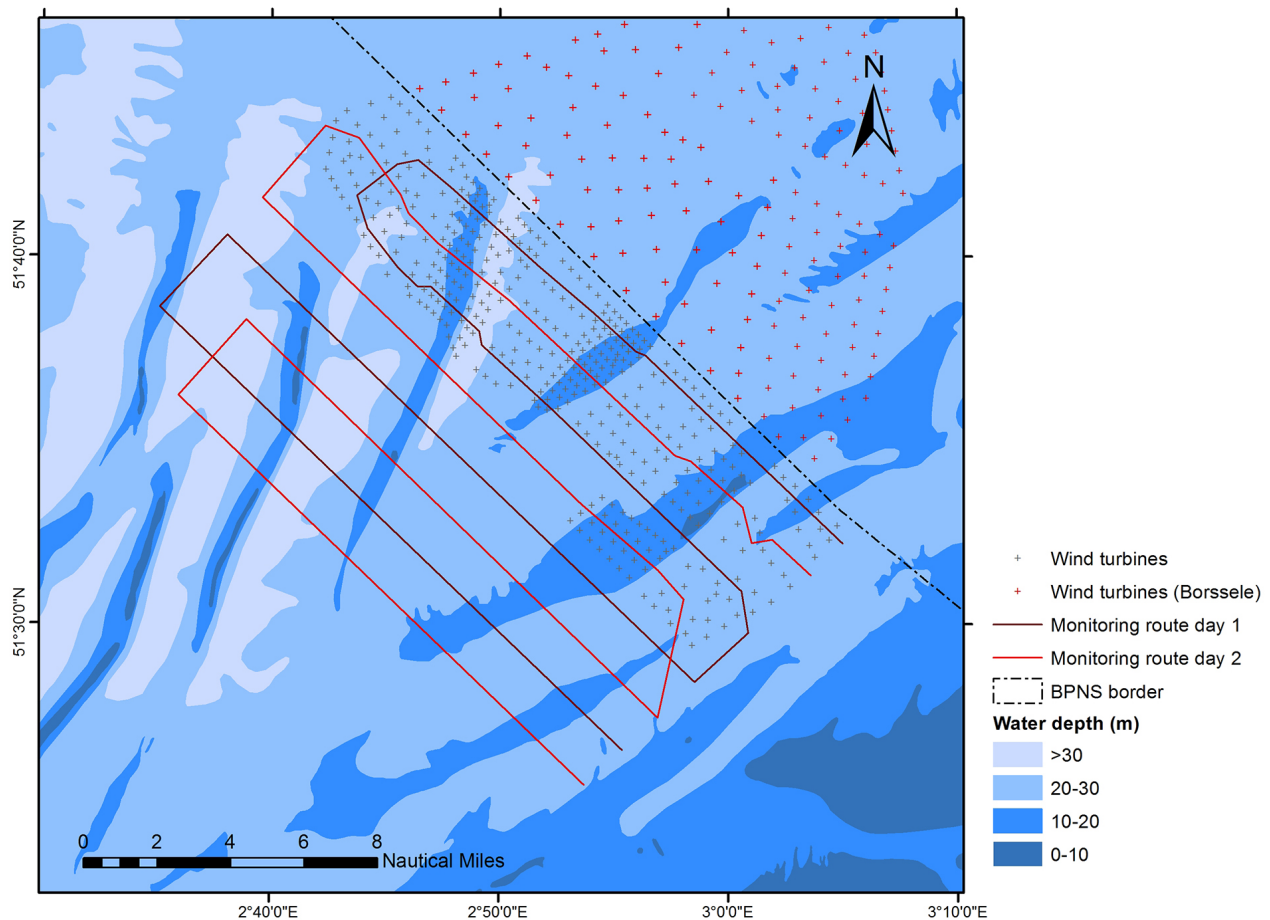 N
51°40'0"N
51°30'0"N
Wind turbines
Wind turbines (Borssele)
Monitoring route day 1
Monitoring route day 2
BPNS border
Water depth (m)
>30
20-30
10-20
0-10
0 2 4 6 8
Nautical Miles
2°40'0"E 2°50'0"E 3°0'0"E 3°10'0"E